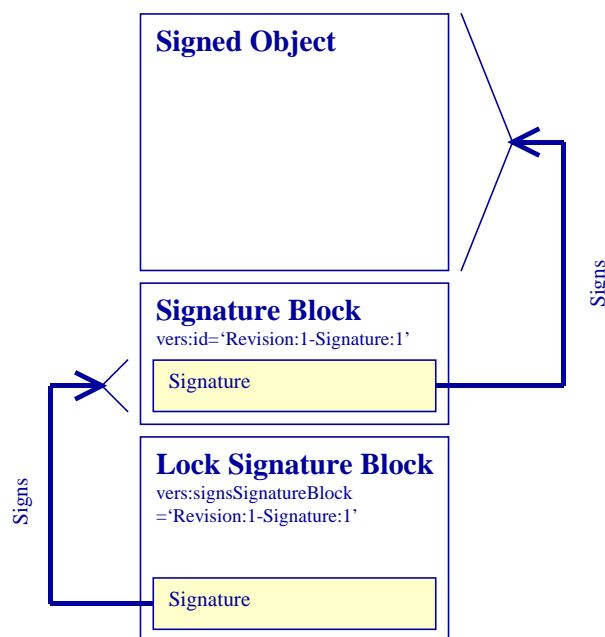 Signed Object
Signs
Signature Block
vers:id=‘Revision:1-Signature:1’
Signature
Lock Signature Block
vers:signsSignatureBlock
=‘Revision:1-Signature:1’
Signs
Signature